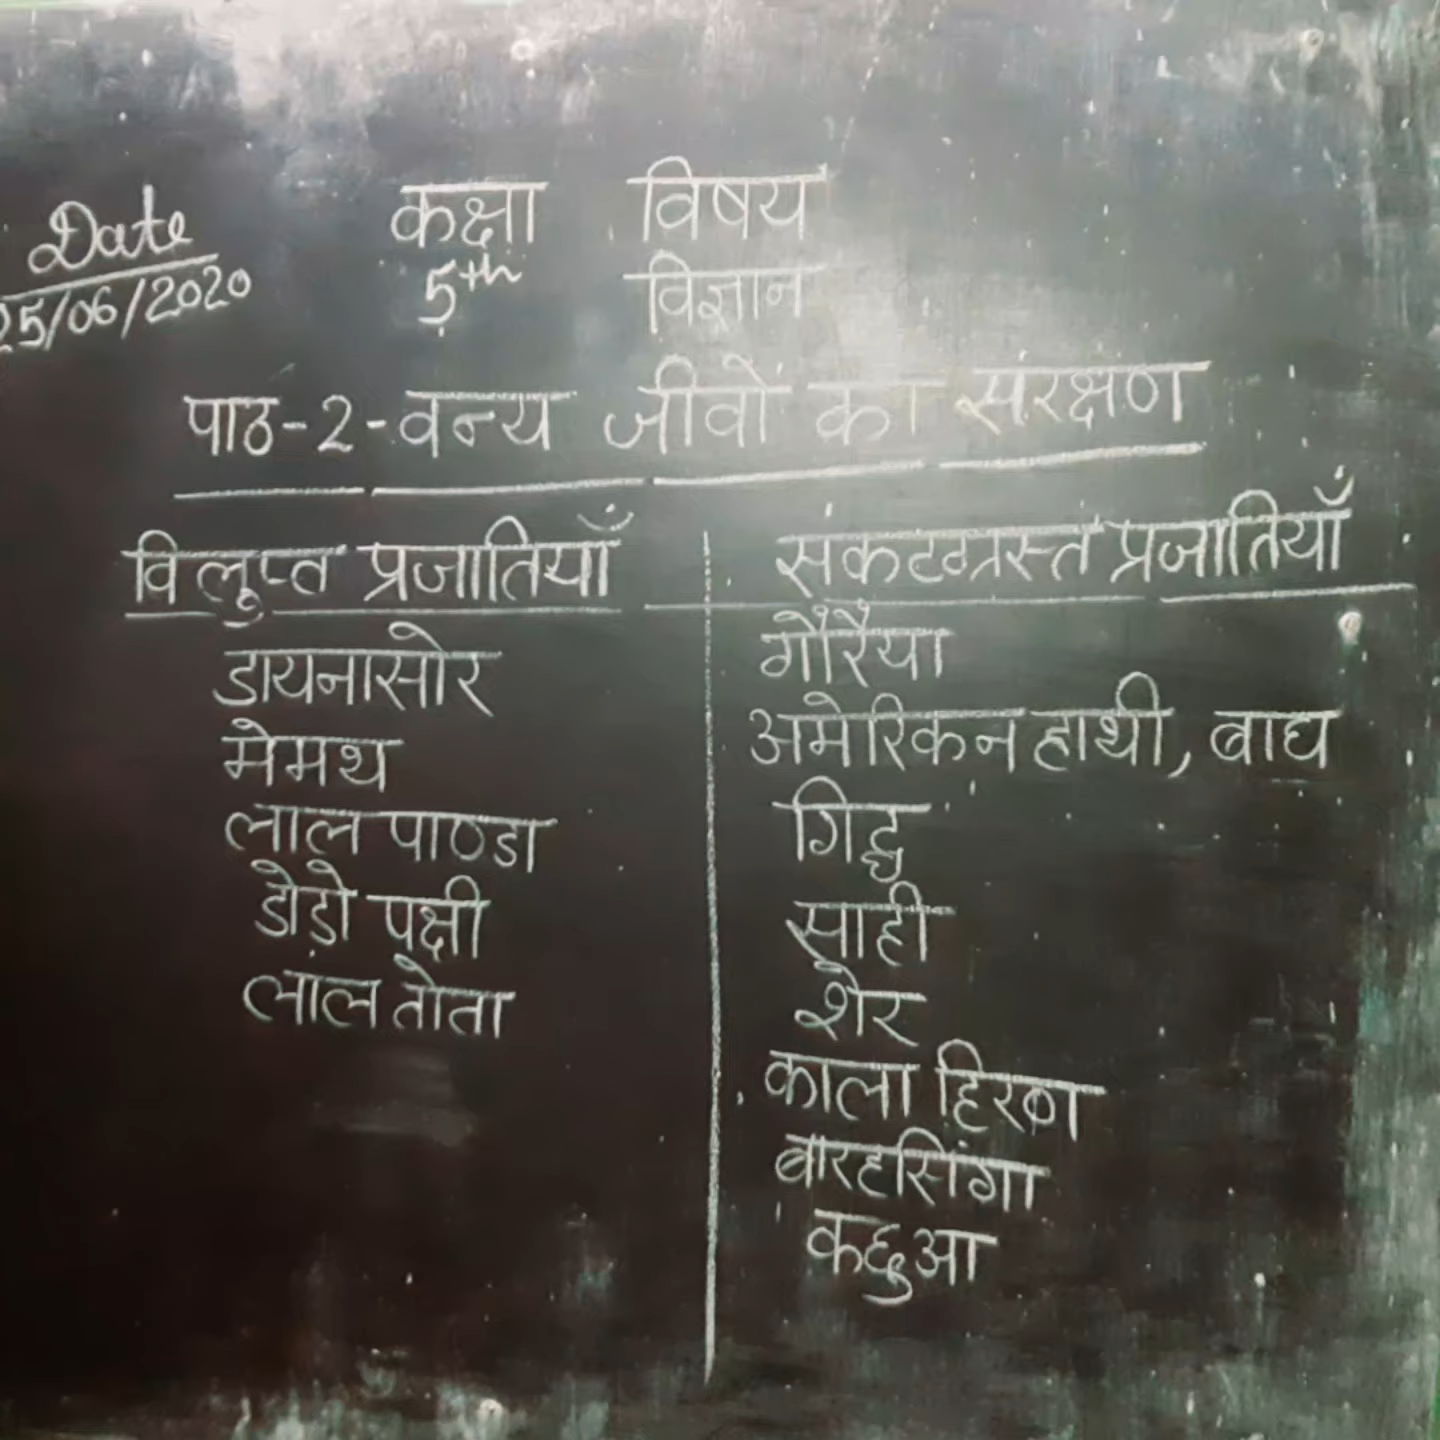 Date
25/06/2020
कक्षा विषय
5th विज्ञान
पाठ-2-वन्य जीवों का संरक्षण
विलुप्त प्रजातियाँ
डायनासोर
मेमथ
लाल पाण्डा
डोड़ो पक्षी
लाल तोता
संकटग्रस्त प्रजातियाँ
गौरैया
अमेरिकन हाथी, बाघ
गिद्ध
साही
शेर
काला हिरण
बारहसिंगा
कछुआ